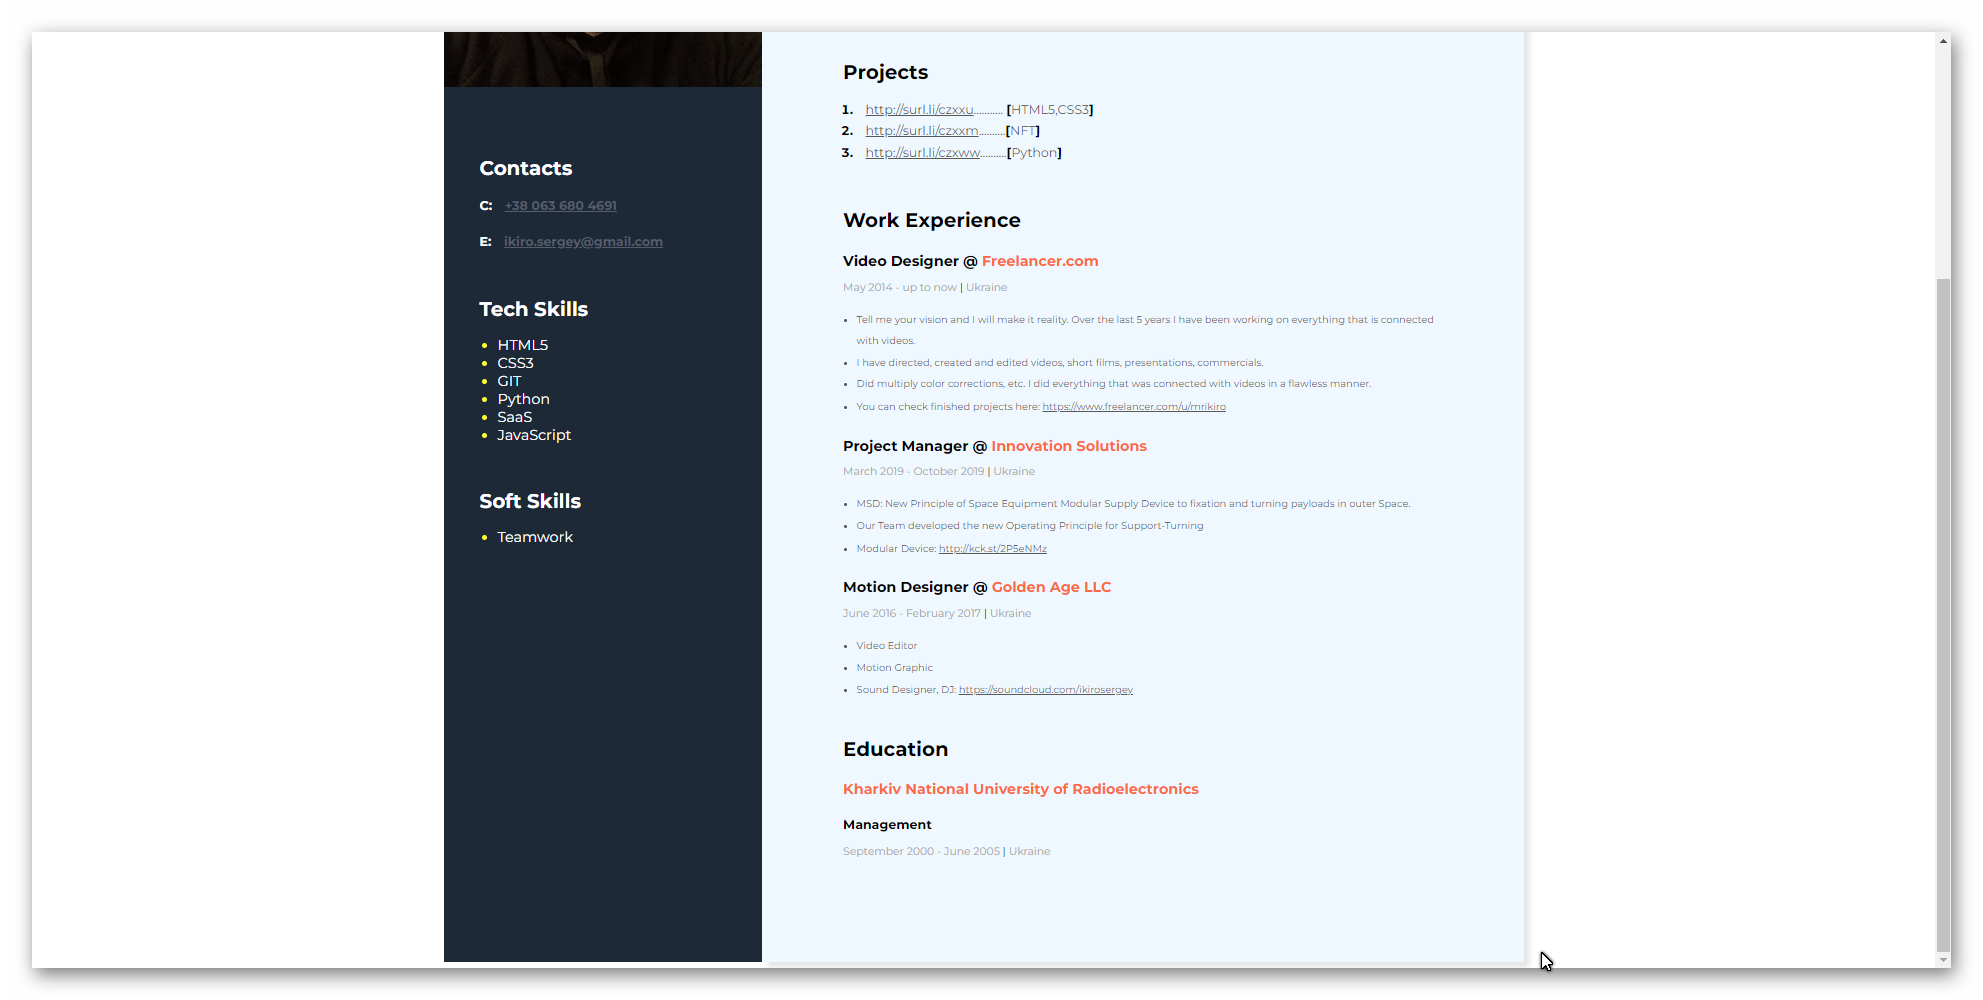 Contacts
C: +38 063 680 4691
E: ikiro.sergey@gmail.com
Tech Skills
• HTML5
• CSS3
• GIT
• Python
• SaaS
• JavaScript
Soft Skills
• Teamwork
Projects
1. http://surl.li/czxxu........... [HTML5,CSS3]
2. http://surl.li/czxxm..........[NFT]
3. http://surl.li/czxww..........[Python]
Work Experience
Video Designer @ Freelancer.com
May 2014 - up to now | Ukraine
• Tell me your vision and I will make it reality. Over the last 5 years I have been working on everything that is connected
with videos.
• I have directed, created and edited videos, short films, presentations, commercials.
• Did multiply color corrections, etc. I did everything that was connected with videos in a flawless manner.
• You can check finished projects here: https://www.freelancer.com/u/mrikiro
Project Manager @ Innovation Solutions
March 2019 - October 2019 | Ukraine
• MSD: New Principle of Space Equipment Modular Supply Device to fixation and turning payloads in outer Space.
• Our Team developed the new Operating Principle for Support-Turning
• Modular Device: http://kck.st/2P5eNMz
Motion Designer @ Golden Age LLC
June 2016 - February 2017 | Ukraine
• Video Editor
• Motion Graphic
• Sound Designer, DJ: https://soundcloud.com/ikirosergey
Education
Kharkiv National University of Radioelectronics
Management
September 2000 - June 2005 | Ukraine